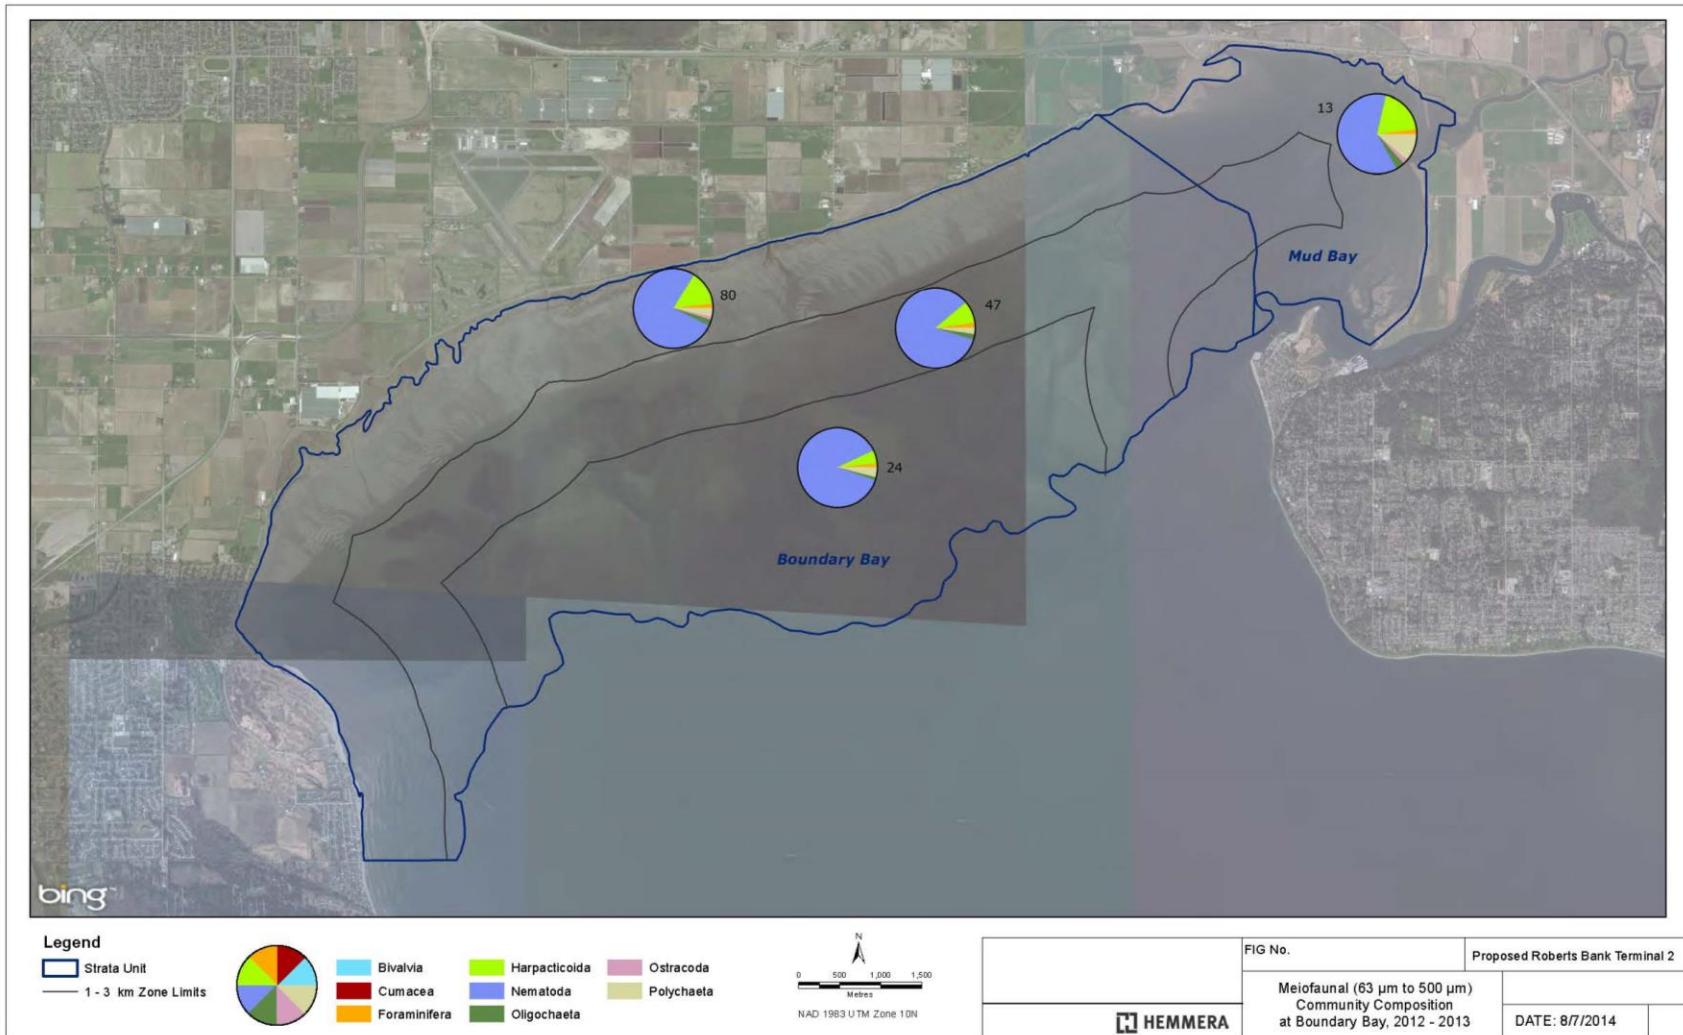 13
80
47
Mud Bay
24
Boundary Bay
bing™
Legend
Strata Unit
1 - 3 km Zone Limits
Bivalvia
Cumacea
Foraminifera
Harpacticoida
Nematoda
Oligochaeta
Ostracoda
Polychaeta
N
0 500 1,000 1,500
Metres
NAD 1983 UTM Zone 10N
HEMMERA
FIG No.
Proposed Roberts Bank Terminal 2
Meiofaunal (63 µm to 500 µm)
Community Composition
at Boundary Bay, 2012 - 2013
DATE: 8/7/2014